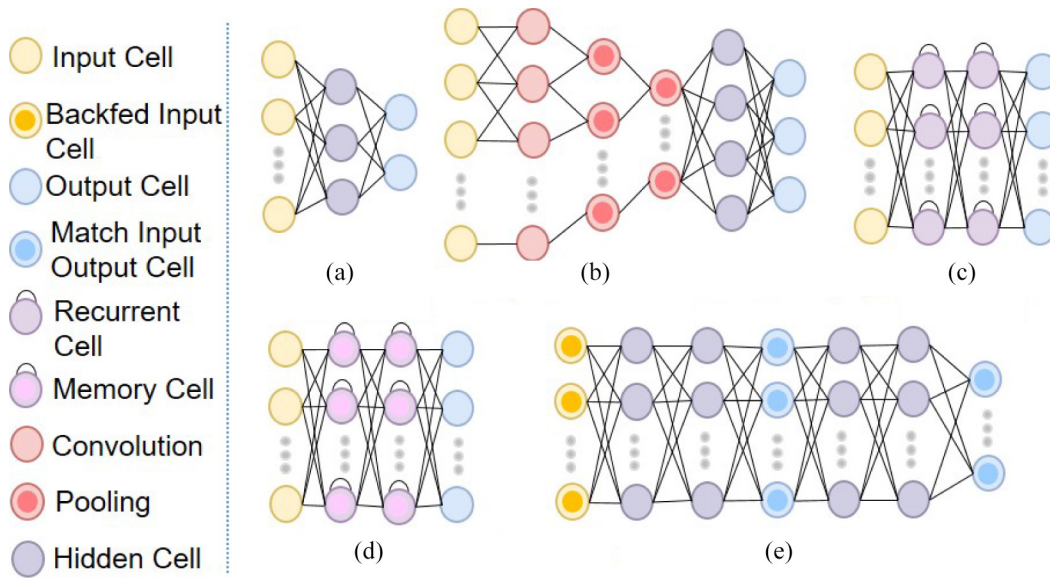 Input Cell
Backfed Input
Cell
Output Cell
Match Input
Output Cell
Recurrent
Cell
Memory Cell
Convolution
Pooling
Hidden Cell
(a)
(b)
(c)
(d)
(e)